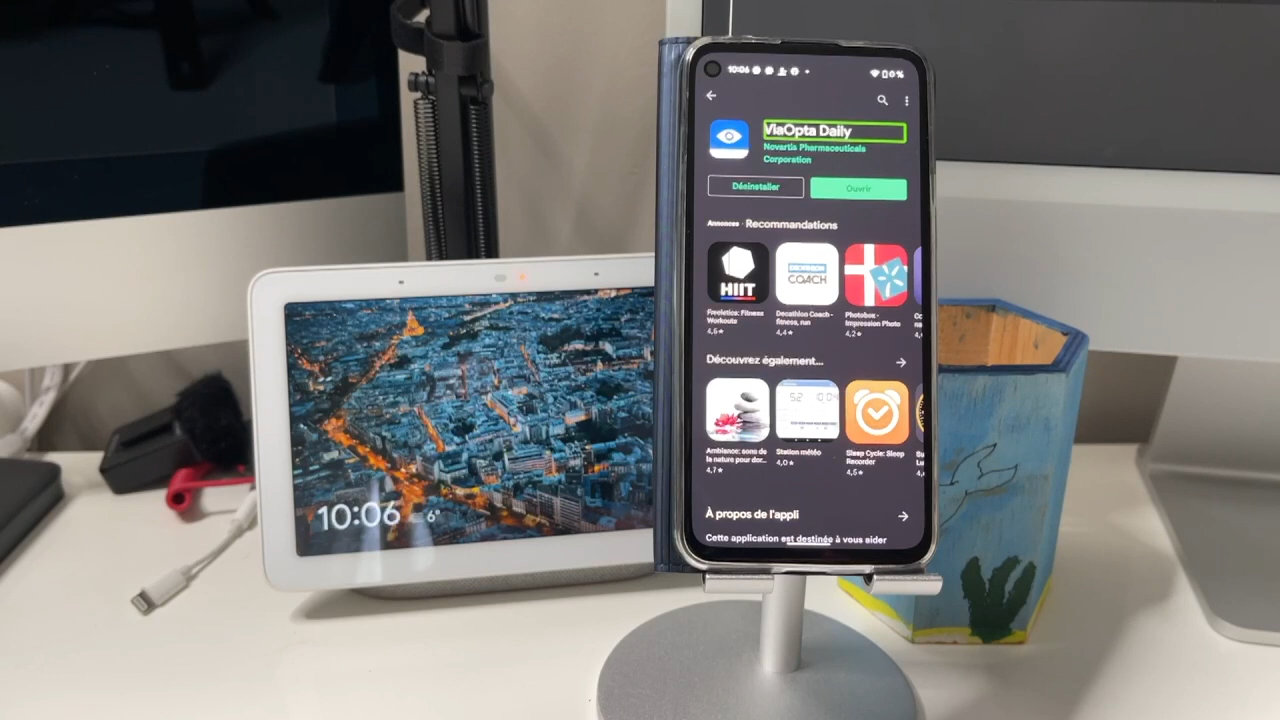 10:06
ViaOpta Daily
Novartis Pharmaceuticals
Corporation
Désinstaller
Ouvrir
Annonces · Recommandations
HIIT
DECATHLON
COACH
Freeletics: Fitness
Workouts
4,6★
Decathlon Coach -
fitness, run
4,4★
Photobox -
Impression Photo
4,2★
Découvrez également...
Ambiance: sons de
la nature pour dor...
4,7★
Station météo
4,0★
Sleep Cycle: Sleep
Recorder
4,5★
À propos de l'appli
Cette application est destinée à vous aider
10:06
6°